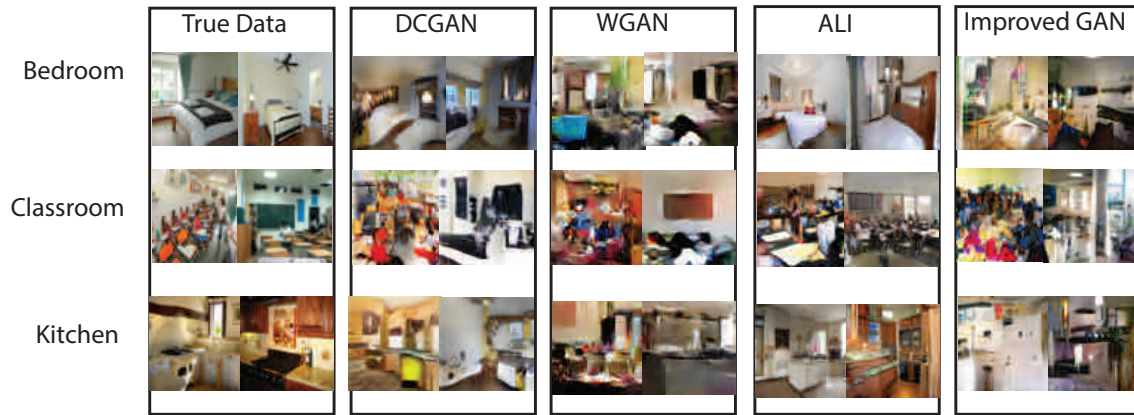 True Data DCGAN WGAN ALI Improved GAN
Bedroom
Classroom
Kitchen